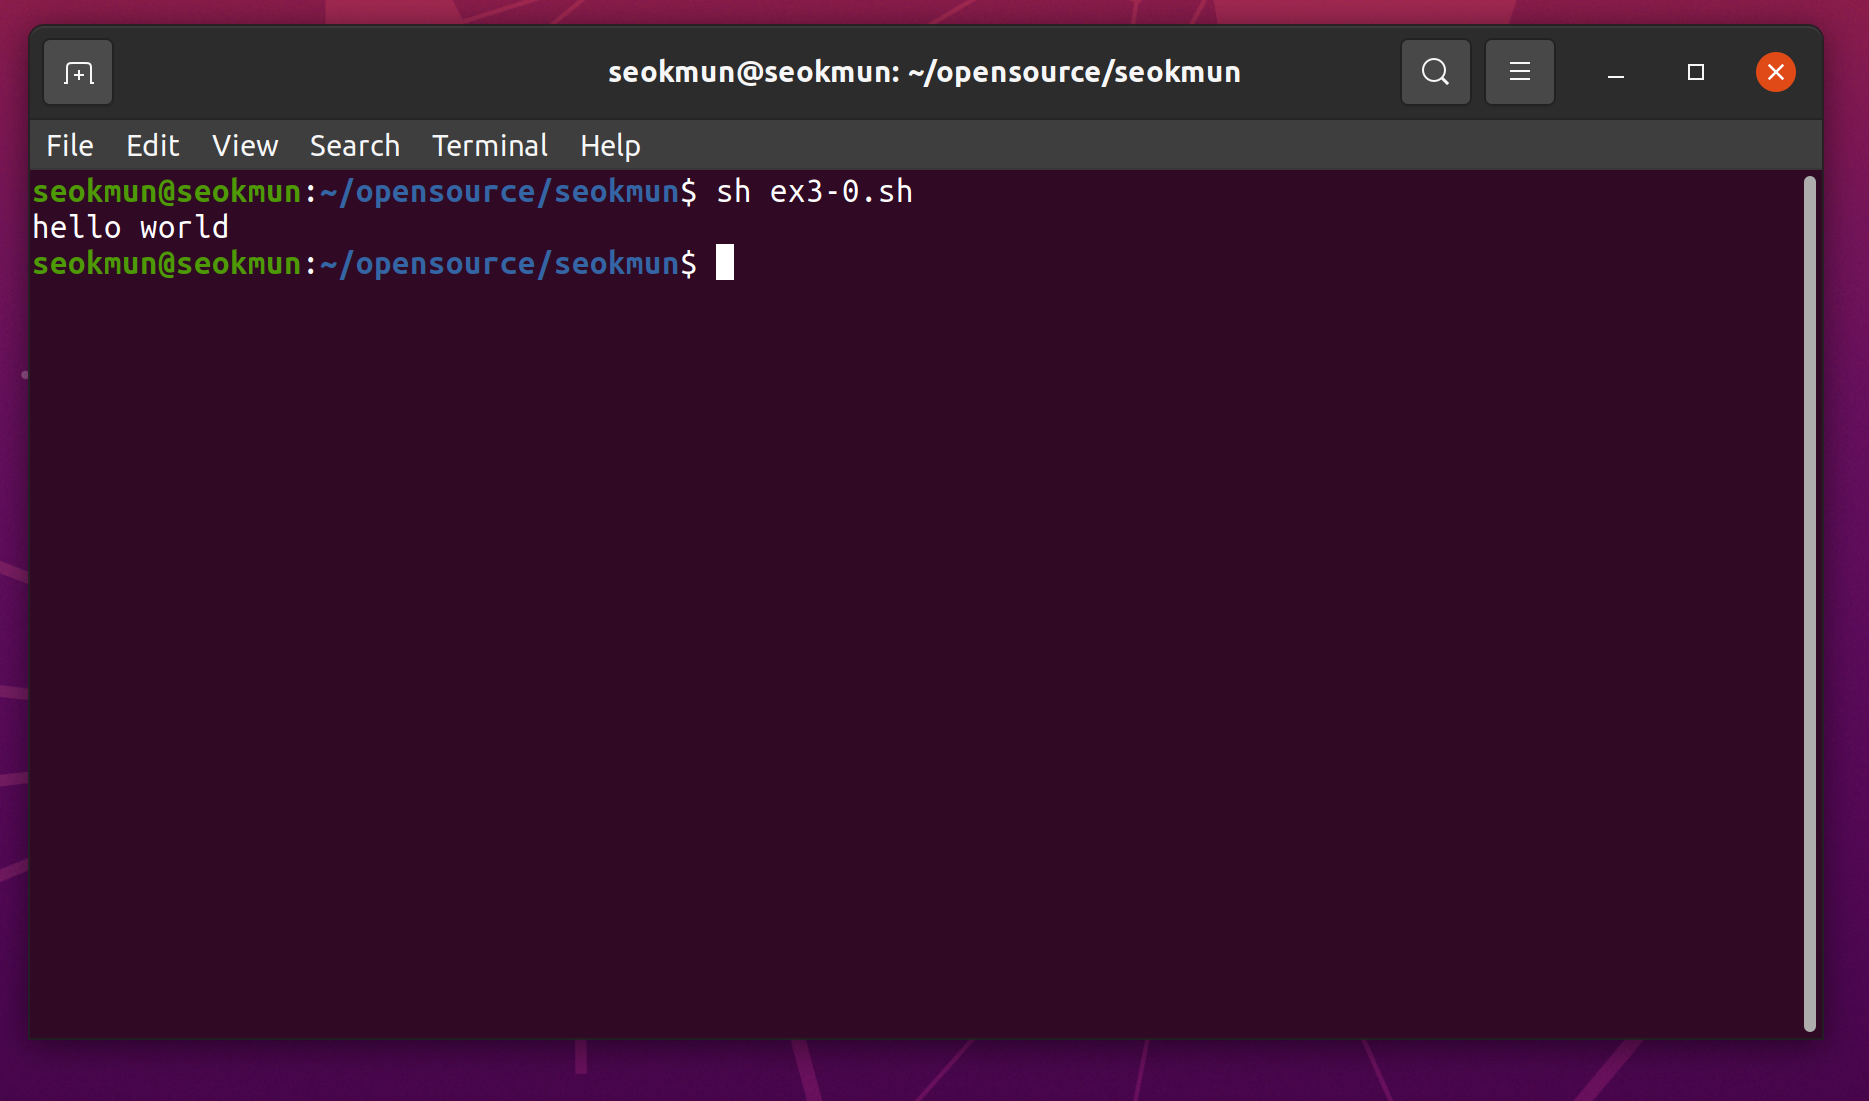 seokmun@seokmun: ~/opensource/seokmun
File Edit View Search Terminal Help
seokmun@seokmun:~/opensource/seokmun$ sh ex3-0.sh
hello world
seokmun@seokmun:~/opensource/seokmun$